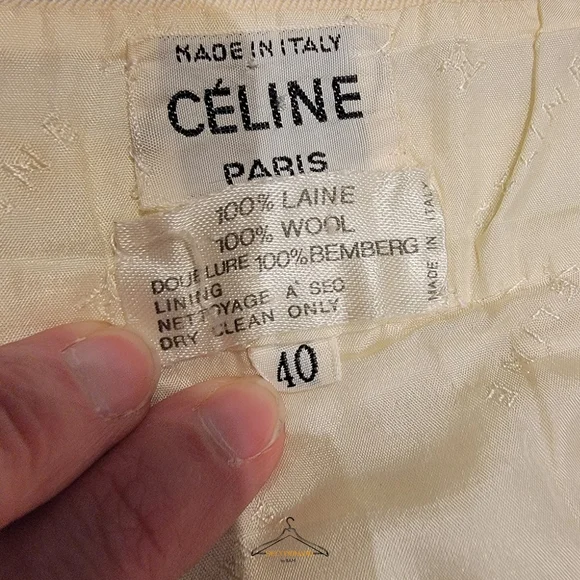 MADE IN ITALY
CÉLINE
PARIS
100% LAINE
100% WOOL
DOUBLURE 100% BEMBERG
LINING
NETTOYAGE A' SEC
DRY CLEAN ONLY
MADE IN ITALY
40